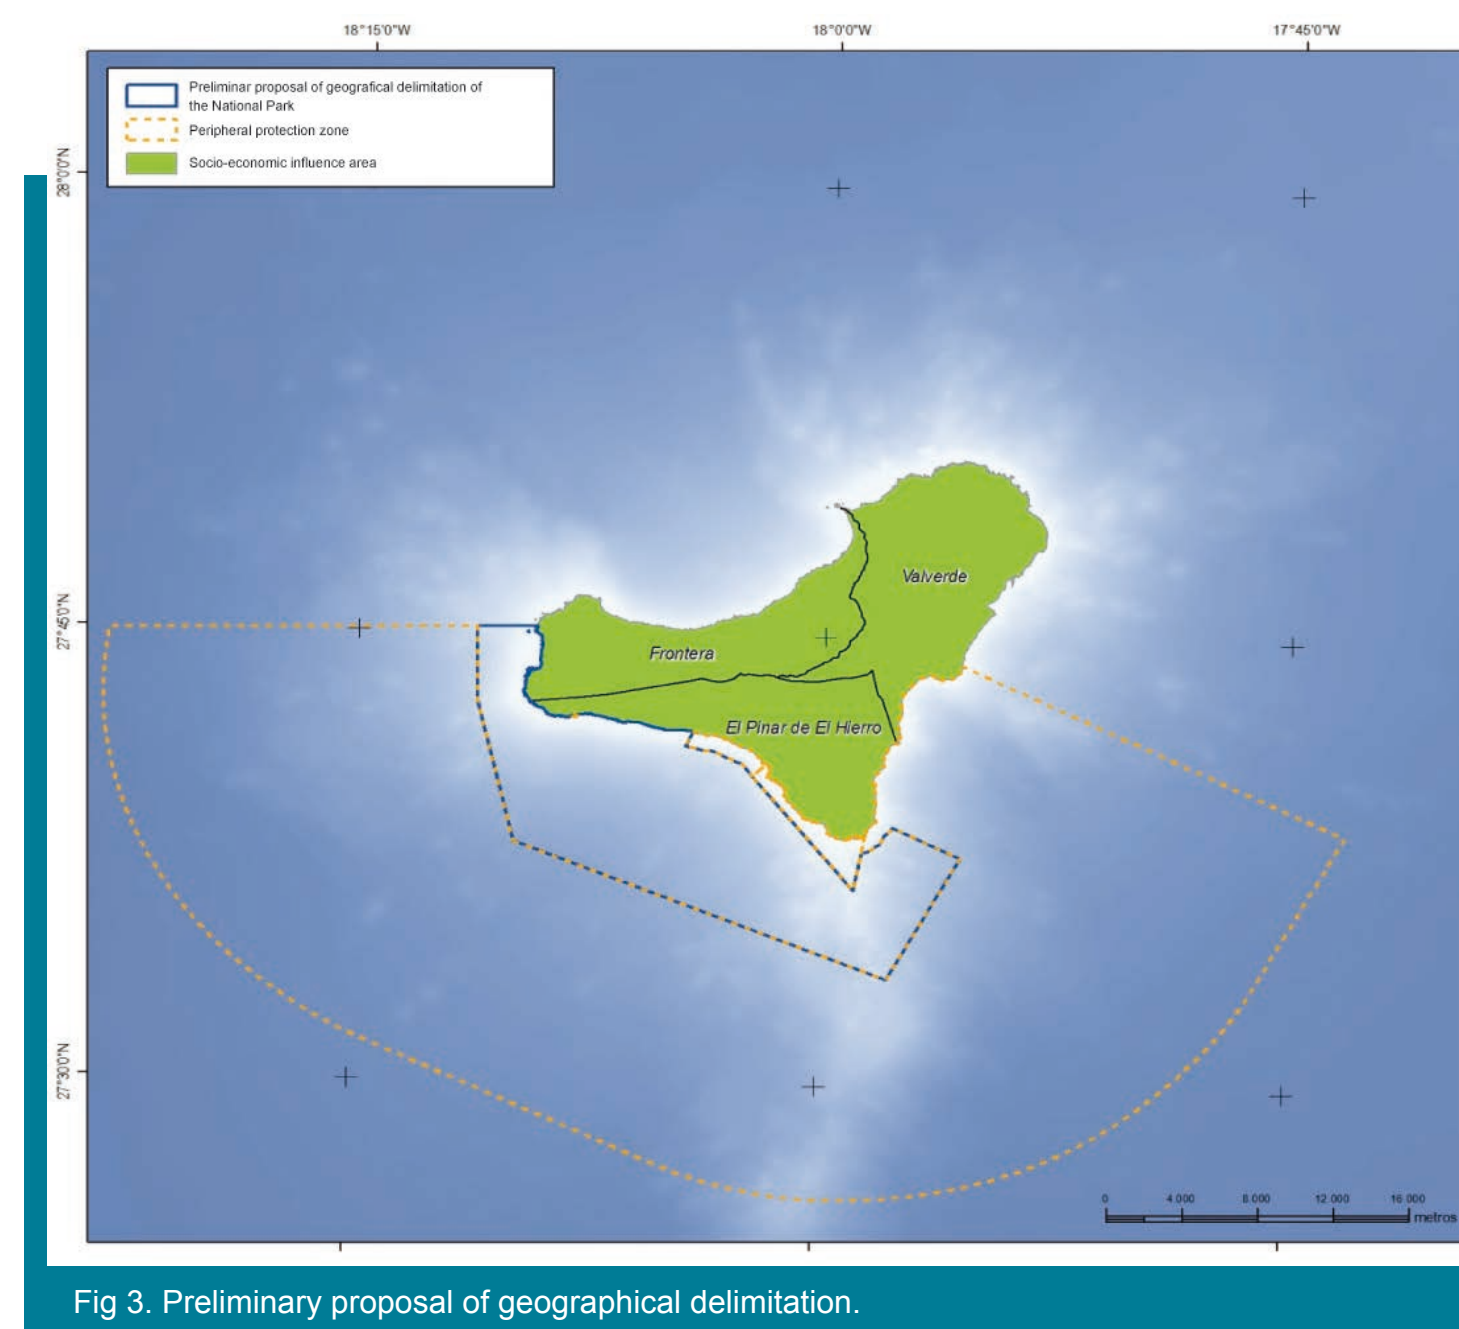 18°15'0"W
18°0'0"W
17°45'0"W
Preliminar proposal of geografical delimitation of
the National Park
Peripheral protection zone
Socio-economic influence area
28°0'0"N
27°45'0"N
27°30'0"N
Valverde
Frontera
El Pinar de El Hierro
0 4 000 8 000 12 000 16 000
metros
Fig 3. Preliminary proposal of geographical delimitation.